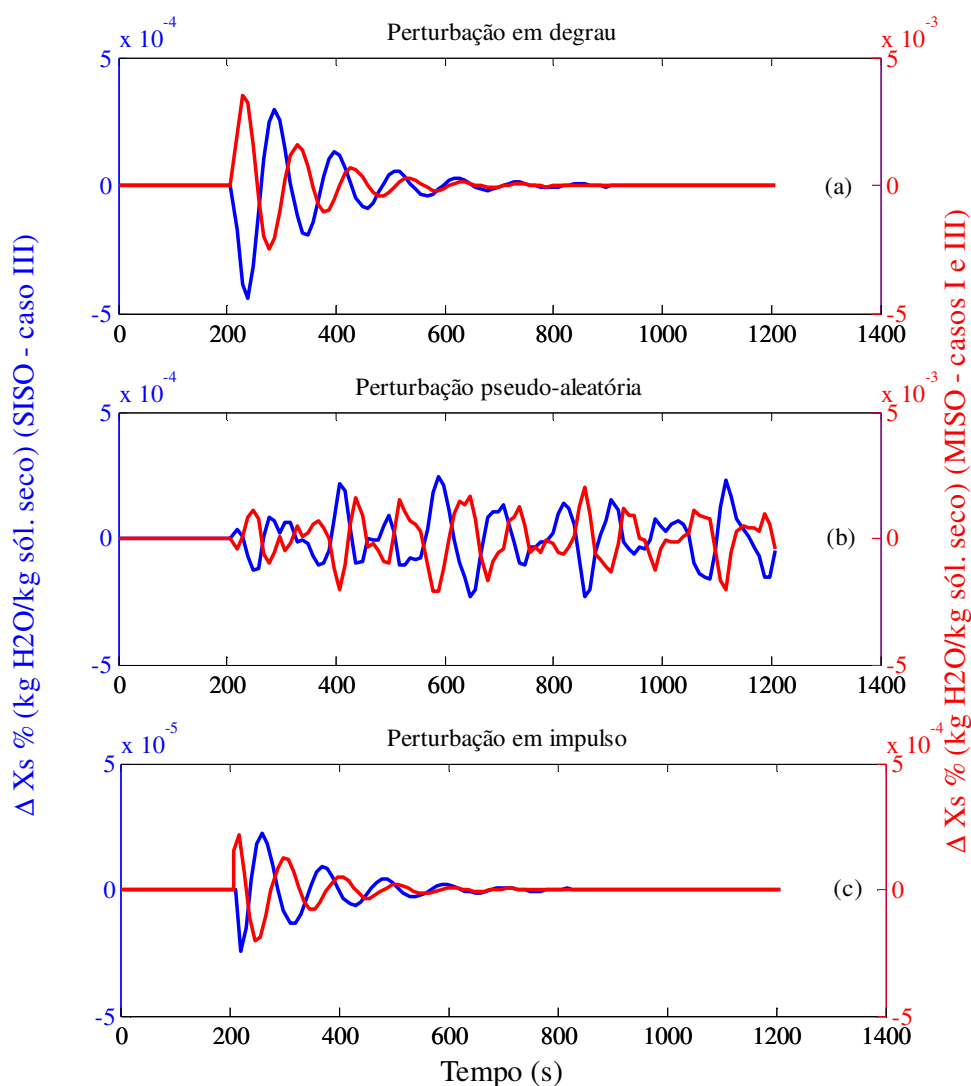 x 10-4
Perturbação em degrau
x 10-3
5
5
0
0
(a)
-5
-5
0 200 400 600 800 1000 1200 1400
Δ Xs % (kg H2O/kg sól. seco) (SISO - caso III)
Δ Xs % (kg H2O/kg sól. seco) (MISO - casos I e III)
x 10-4
Perturbação pseudo-aleatória
x 10-3
5
5
0
0
(b)
-5
-5
0 200 400 600 800 1000 1200 1400
x 10-5
Perturbação em impulso
x 10-4
5
5
0
0
(c)
-5
-5
0 200 400 600 800 1000 1200 1400
Tempo (s)